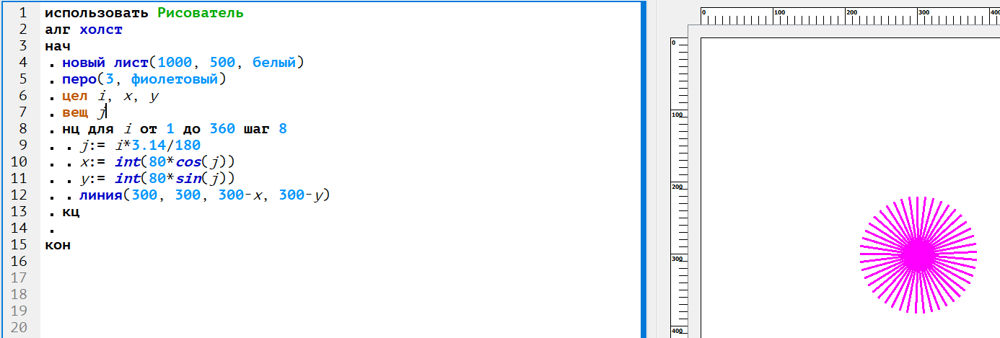 1 использовать Рисователь
2 алг холст
3 нач
4 . новый лист(1000, 500, белый)
5 . перо(3, фиолетовый)
6 . цел i, x, y
7 . вещ j
8 . нц для i от 1 до 360 шаг 8
9 . . j:= i*3.14/180
10 . . x:= int(80*cos(j))
11 . . y:= int(80*sin(j))
12 . . линия(300, 300, 300-x, 300-y)
13 . кц
14 .
15 кон
16
17
18
19
20
0 100 200 300 400
0
100
200
300
400